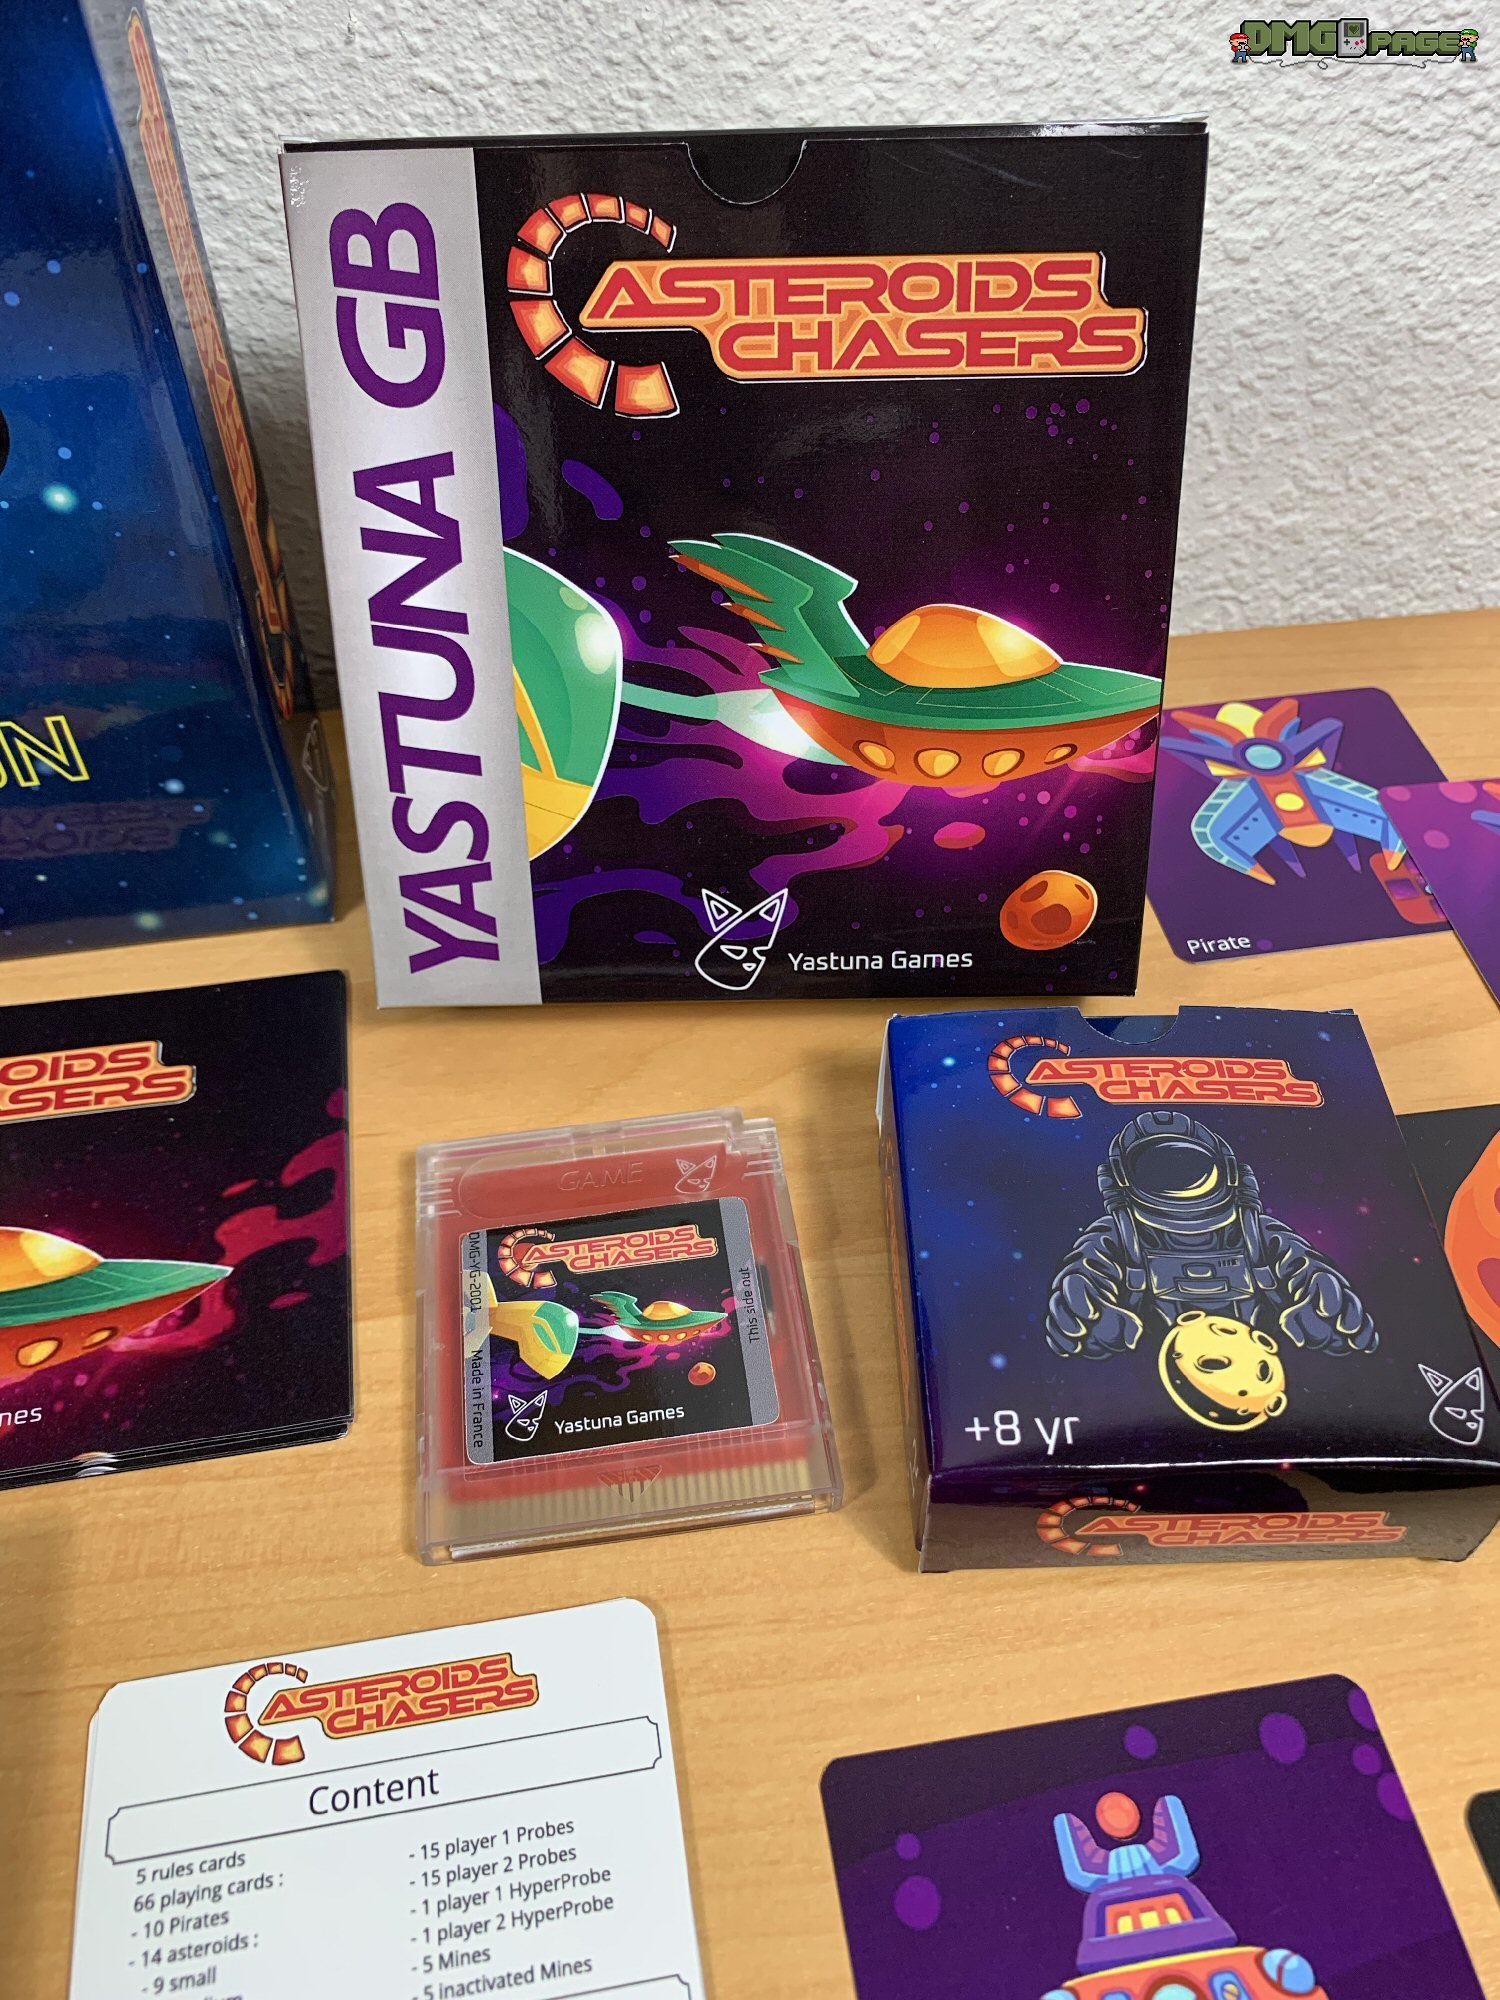 DMG PAGE
YASTUNA GB
ASTEROIDS
CHASERS
Yastuna Games
Pirate
OIDS
ASERS
GAME
ASTEROIDS
CHASERS
DMG-YG-2001
Made in France
This side out
Yastuna Games
ASTEROIDS
CHASERS
+8 yr
ASTEROIDS
CHASERS
ASTEROIDS
CHASERS
Content
5 rules cards
66 playing cards :
- 10 Pirates
- 14 asteroids :
- 9 small
- 15 player 1 Probes
- 15 player 2 Probes
- 1 player 1 HyperProbe
- 1 player 2 HyperProbe
- 5 Mines
- 5 inactivated Mines